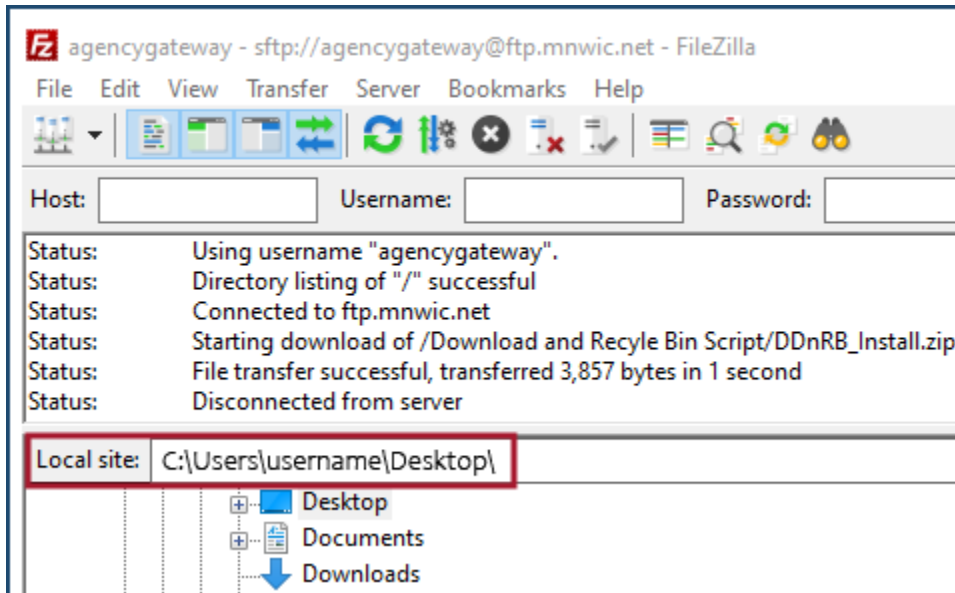 agencygateway - sftp://agencygateway@ftp.mnwic.net - FileZilla
File Edit View Transfer Server Bookmarks Help
Host: Username: Password:
Status: Using username "agencygateway".
Status: Directory listing of "/" successful
Status: Connected to ftp.mnwic.net
Status: Starting download of /Download and Recyle Bin Script/DDnRB_Install.zip
Status: File transfer successful, transferred 3,857 bytes in 1 second
Status: Disconnected from server
Local site: C:\Users\username\Desktop\
Desktop
Documents
Downloads